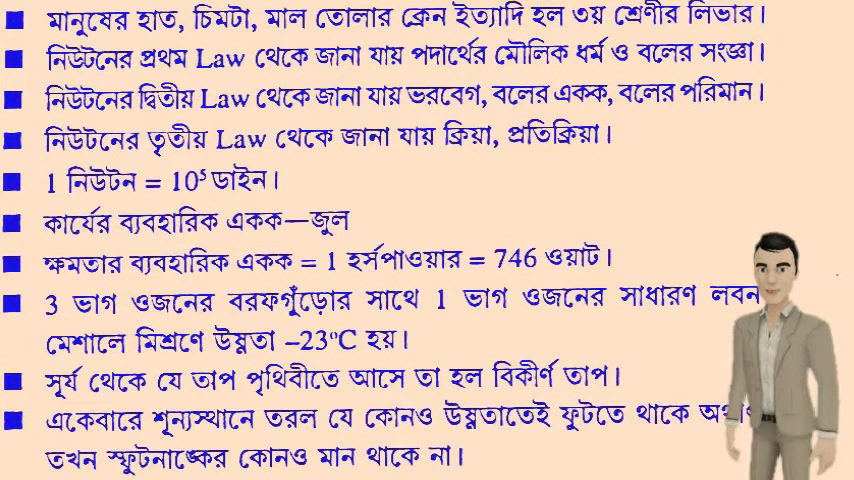 ■ মানুষের হাত, চিমটা, মাল তোলার ক্রেন ইত্যাদি হল ৩য় শ্রেণীর লিভার।
■ নিউটনের প্রথম Law থেকে জানা যায় পদার্থের মৌলিক ধর্ম ও বলের সংজ্ঞা।
■ নিউটনের দ্বিতীয় Law থেকে জানা যায় ভরবেগ, বলের একক, বলের পরিমান।
■ নিউটনের তৃতীয় Law থেকে জানা যায় ক্রিয়া, প্রতিক্রিয়া।
■ 1 নিউটন = 10⁵ ডাইন।
■ কার্যের ব্যবহারিক একক—জুল
■ ক্ষমতার ব্যবহারিক একক = 1 হর্সপাওয়ার = 746 ওয়াট।
■ 3 ভাগ ওজনের বরফগুঁড়োর সাথে 1 ভাগ ওজনের সাধারণ লবন
মেশালে মিশ্রণে উষ্ণতা –23°C হয়।
■ সূর্য থেকে যে তাপ পৃথিবীতে আসে তা হল বিকীর্ণ তাপ।
■ একেবারে শূন্যস্থানে তরল যে কোনও উষ্ণতাতেই ফুটতে থাকে
তখন স্ফুটনাঙ্কের কোনও মান থাকে না।